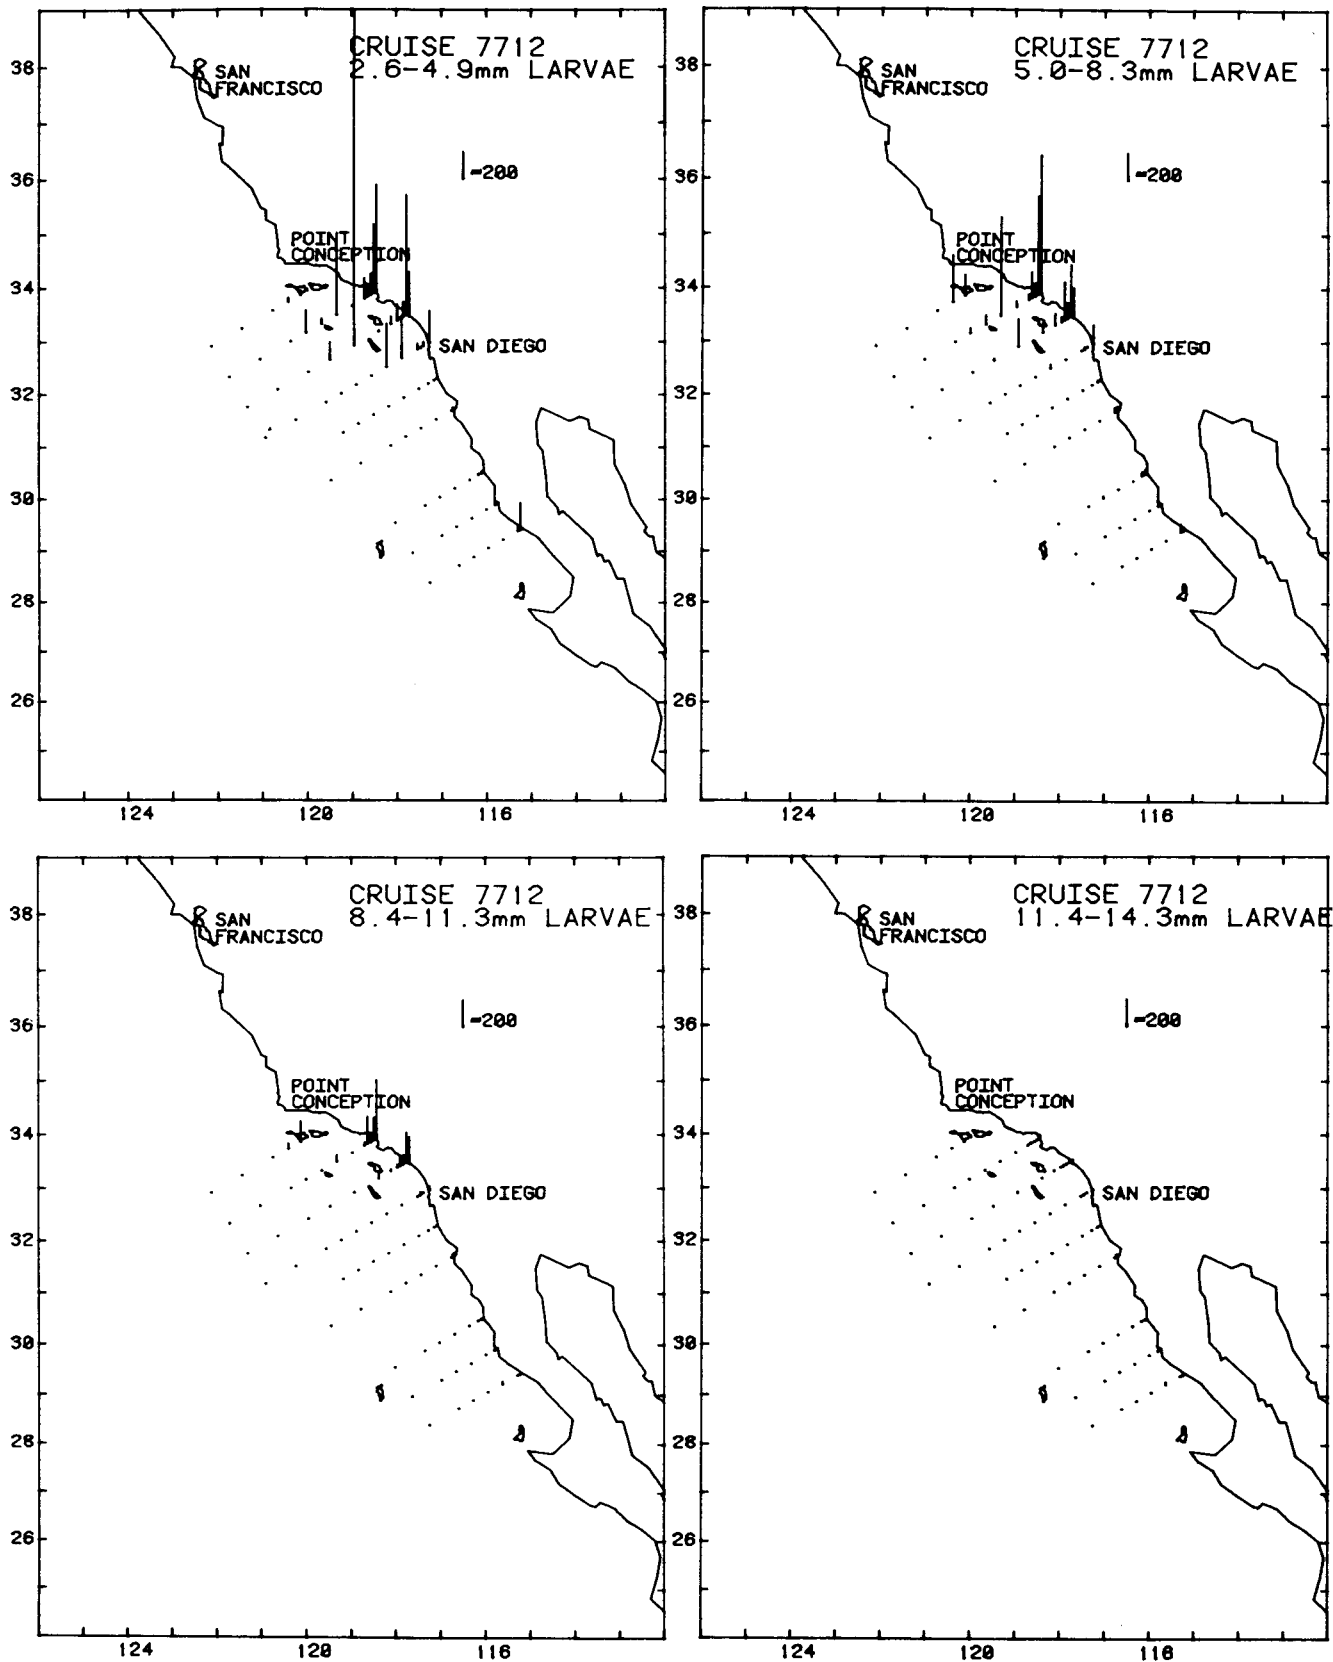 CRUISE 7712
2.6-4.9mm LARVAE
38
SAN
FRANCISCO
36
=200
POINT
CONCEPTION
34
SAN DIEGO
32
30
28
26
124
120
116
CRUISE 7712
5.0-8.3mm LARVAE
38
SAN
FRANCISCO
36
=200
POINT
CONCEPTION
34
SAN DIEGO
32
30
28
26
124
120
116
CRUISE 7712
8.4-11.3mm LARVAE
38
SAN
FRANCISCO
36
=200
POINT
CONCEPTION
34
SAN DIEGO
32
30
28
26
124
120
116
CRUISE 7712
11.4-14.3mm LARVAE
38
SAN
FRANCISCO
36
=200
POINT
CONCEPTION
34
SAN DIEGO
32
30
28
26
124
120
116